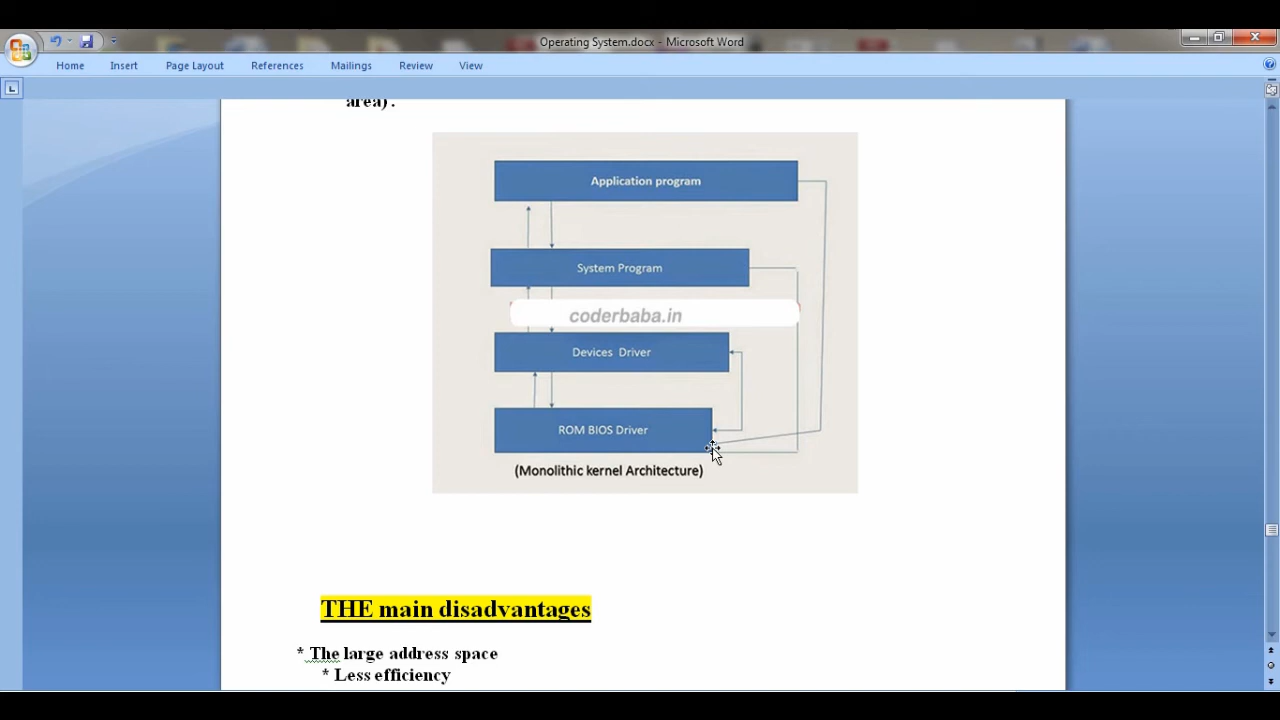 Operating System.docx - Microsoft Word
Home Insert Page Layout References Mailings Review View
area) .
Application program
System Program
coderbaba.in
Devices Driver
ROM BIOS Driver
(Monolithic kernel Architecture)
THE main disadvantages
* The large address space
* Less efficiency